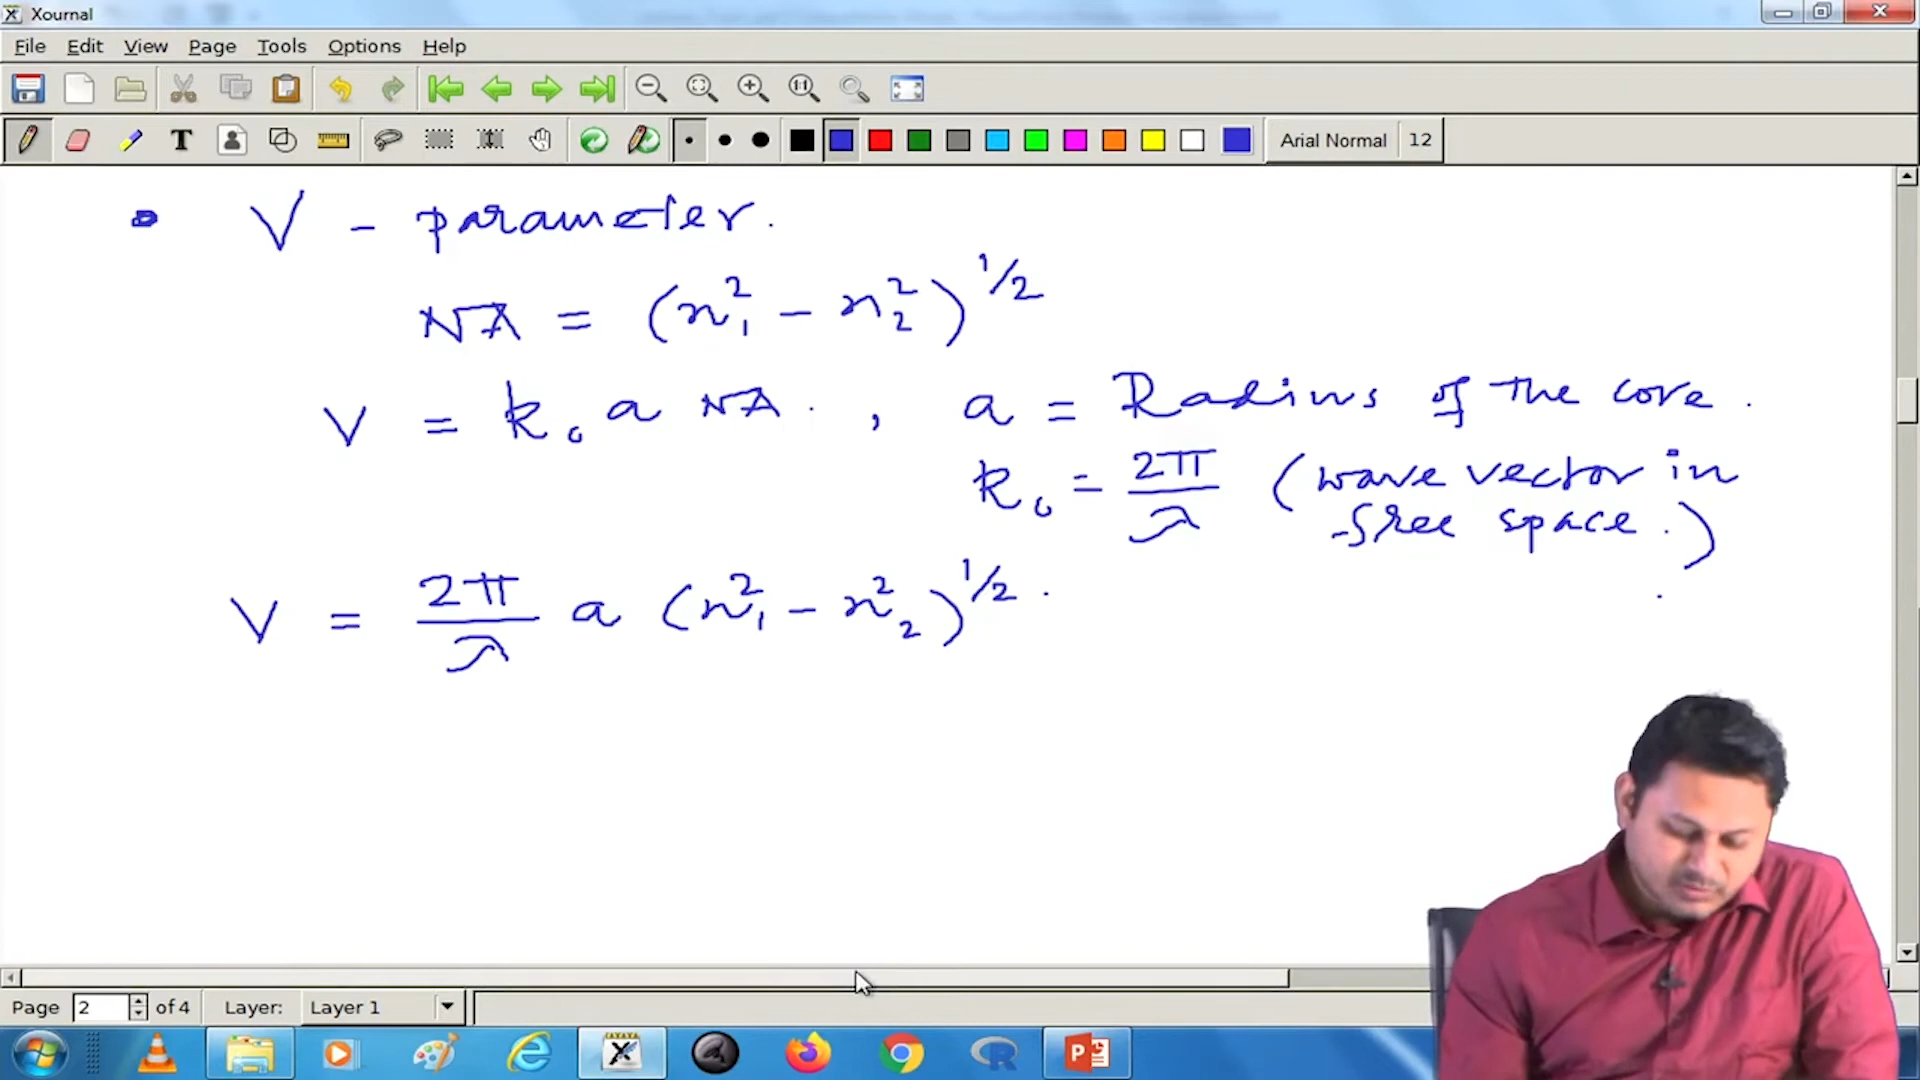 Xournal
File Edit View Page Tools Options Help
Arial Normal 12
V - parameter.
NA = (n₁² - n₂²)^1/2
V = k₀ a NA. , a = Radius of the core.
k₀ = 2π/λ (wave vector in
free space.)
V = 2π/λ a (n₁² - n₂²)^1/2.
Page 2 of 4 Layer: Layer 1